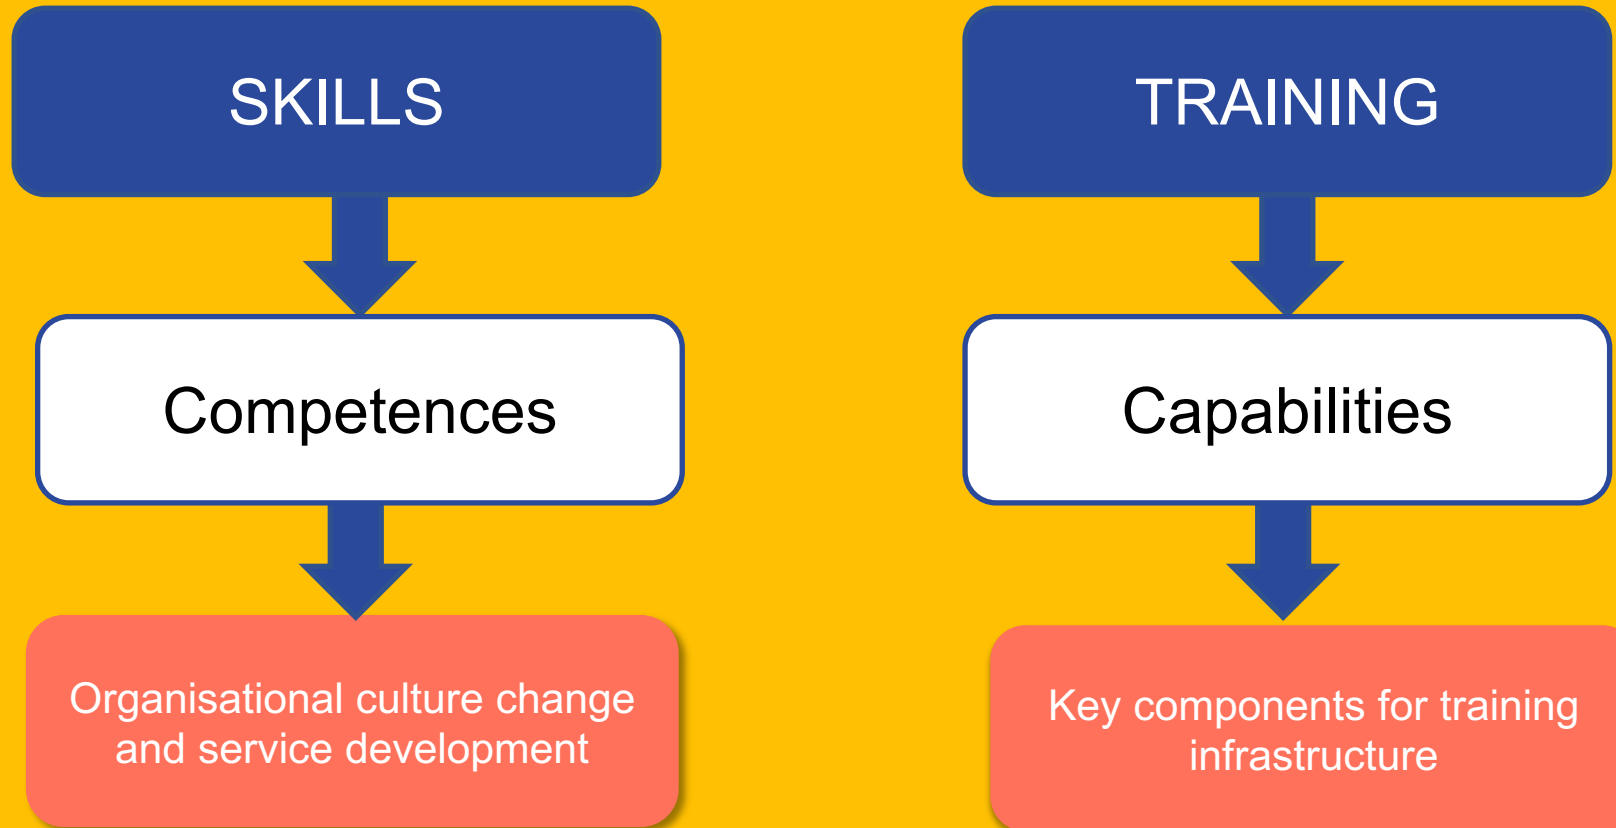 SKILLS
Competences
Organisational culture change
and service development
TRAINING
Capabilities
Key components for training
infrastructure